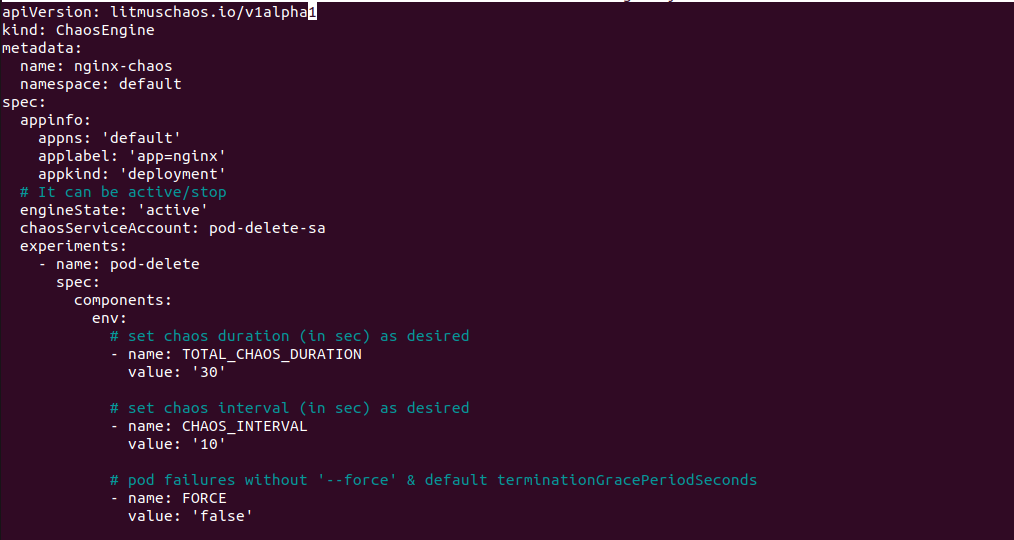 apiVersion: litmuschaos.io/v1alpha1
kind: ChaosEngine
metadata:
  name: nginx-chaos
  namespace: default
spec:
  appinfo:
    appns: 'default'
    applabel: 'app=nginx'
    appkind: 'deployment'
  # It can be active/stop
  engineState: 'active'
  chaosServiceAccount: pod-delete-sa
  experiments:
    - name: pod-delete
      spec:
        components:
          env:
            # set chaos duration (in sec) as desired
            - name: TOTAL_CHAOS_DURATION
              value: '30'

            # set chaos interval (in sec) as desired
            - name: CHAOS_INTERVAL
              value: '10'

            # pod failures without '--force' & default terminationGracePeriodSeconds
            - name: FORCE
              value: 'false'